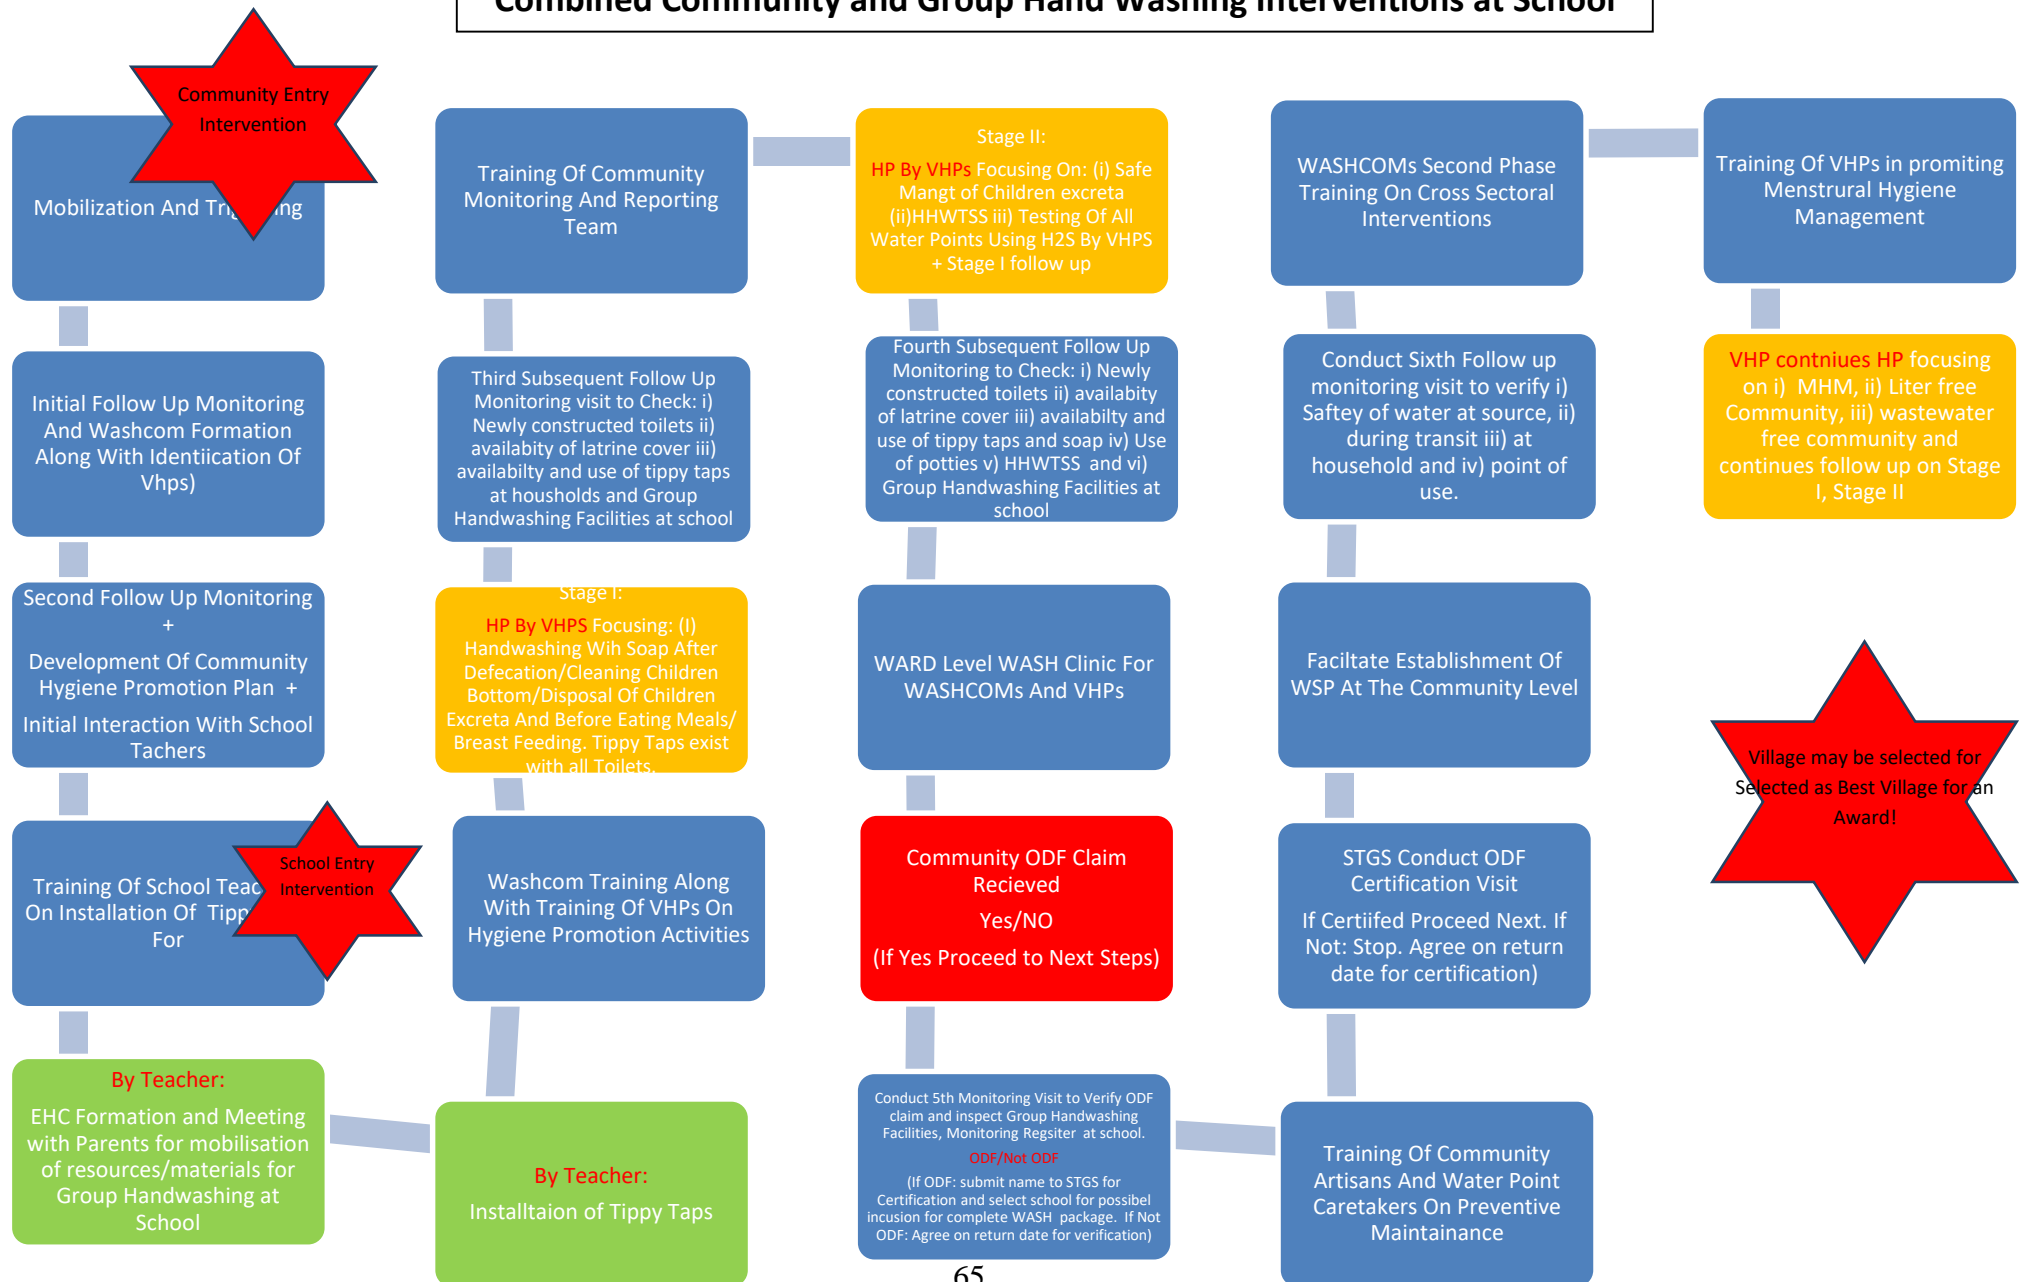 Combined Community and Group Hand Washing Interventions at School
Community Entry
Intervention
Mobilization And Trig
ing
Initial Follow Up Monitoring
And Washcom Formation
Along With Identiication Of
Vhps)
Second Follow Up Monitoring
+
Development Of Community
Hygiene Promotion Plan +
Initial Interaction With School
Tachers
School Entry
Intervention
Training Of School Teac
On Installation Of Tipp
For
By Teacher:
EHC Formation and Meeting
with Parents for mobilisation
of resources/materials for
Group Handwashing at
School
By Teacher:
Installtaion of Tippy Taps
Washcom Training Along
With Training Of VHPs On
Hygiene Promotion Activities
Stage I:
HP By VHPS Focusing: (I)
Handwashing Wih Soap After
Defecation/Cleaning Children
Bottom/Disposal Of Children
Excreta And Before Eating Meals/
Breast Feeding. Tippy Taps exist
with all Toilets.
Third Subsequent Follow Up
Monitoring visit to Check: i)
Newly constructed toilets ii)
availabity of latrine cover iii)
availabilty and use of tippy taps
at housholds and Group
Handwashing Facilities at school
Training Of Community
Monitoring And Reporting
Team
Stage II:
HP By VHPs Focusing On: (i) Safe
Mangt of Children excreta
(ii)HHWTSS iii) Testing Of All
Water Points Using H2S By VHPS
+ Stage I follow up
Fourth Subsequent Follow Up
Monitoring to Check: i) Newly
constructed toilets ii) availabity
of latrine cover iii) availabilty and
use of tippy taps and soap iv) Use
of potties v) HHWTSS and vi)
Group Handwashing Facilities at
school
WARD Level WASH Clinic For
WASHCOMs And VHPs
Community ODF Claim
Recieved
Yes/NO
(If Yes Proceed to Next Steps)
Conduct 5th Monitoring Visit to Verify ODF
claim and inspect Group Handwashing
Facilities, Monitoring Regsiter at school.
ODF/Not ODF
(If ODF: submit name to STGS for
Certification and select school for possibel
incusion for complete WASH package. If Not
ODF: Agree on return date for verification)
Training Of Community
Artisans And Water Point
Caretakers On Preventive
Maintainance
STGS Conduct ODF
Certification Visit
If Certiifed Proceed Next. If
Not: Stop. Agree on return
date for certification)
Faciltate Establishment Of
WSP At The Community Level
Conduct Sixth Follow up
monitoring visit to verify i)
Saftey of water at source, ii)
during transit iii) at
household and iv) point of
use.
WASHCOMs Second Phase
Training On Cross Sectoral
Interventions
Training Of VHPs in promiting
Menstrural Hygiene
Management
VHP contniues HP focusing
on i) MHM, ii) Liter free
Community, iii) wastewater
free community and
continues follow up on Stage
I, Stage II
Village may be selected for
Selected as Best Village for an
Award!
65